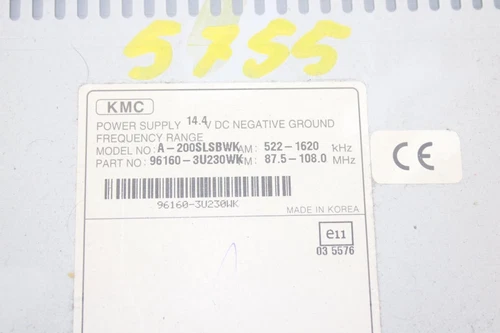 5755
KMC
POWER SUPPLY 14.4V DC NEGATIVE GROUND
FREQUENCY RANGE
MODEL NO: A-200SLSBWK AM: 522-1620 kHz
PART NO: 96160-3U230WK FM: 87.5-108.0 MHz
CE
96160-3U230WK
MADE IN KOREA
e11
03 5576